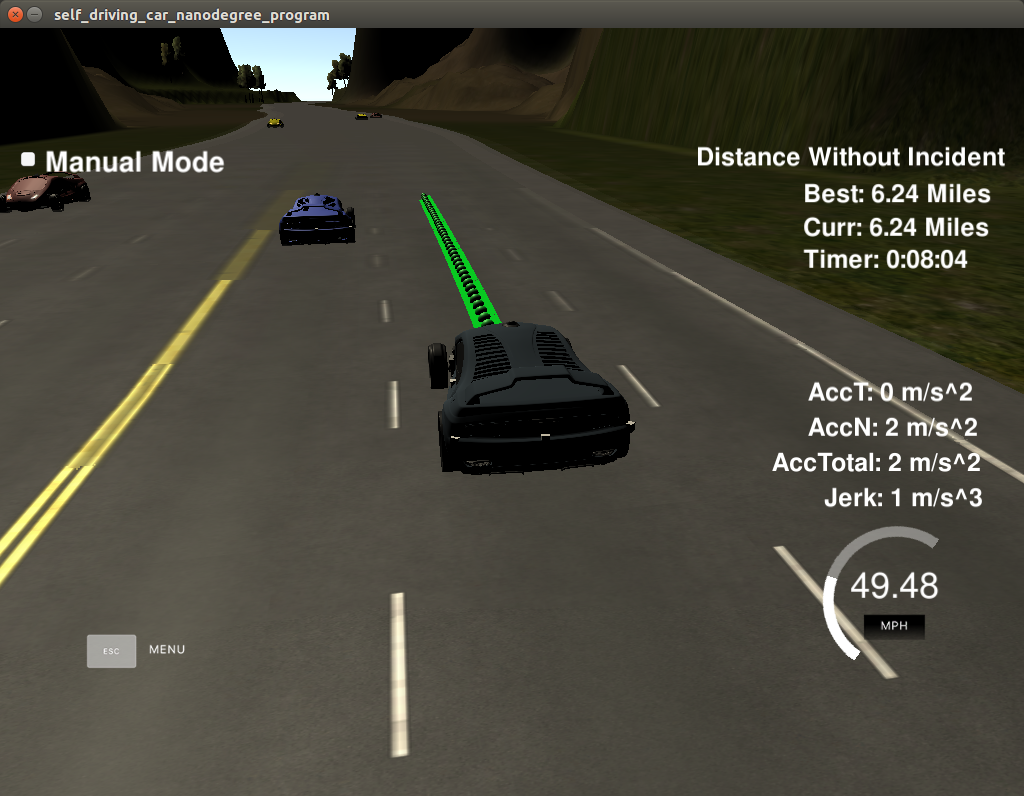 self_driving_car_nanodegree_program
Manual Mode
Distance Without Incident
Best: 6.24 Miles
Curr: 6.24 Miles
Timer: 0:08:04
AccT: 0 m/s^2
AccN: 2 m/s^2
AccTotal: 2 m/s^2
Jerk: 1 m/s^3
49.48
MPH
ESC MENU